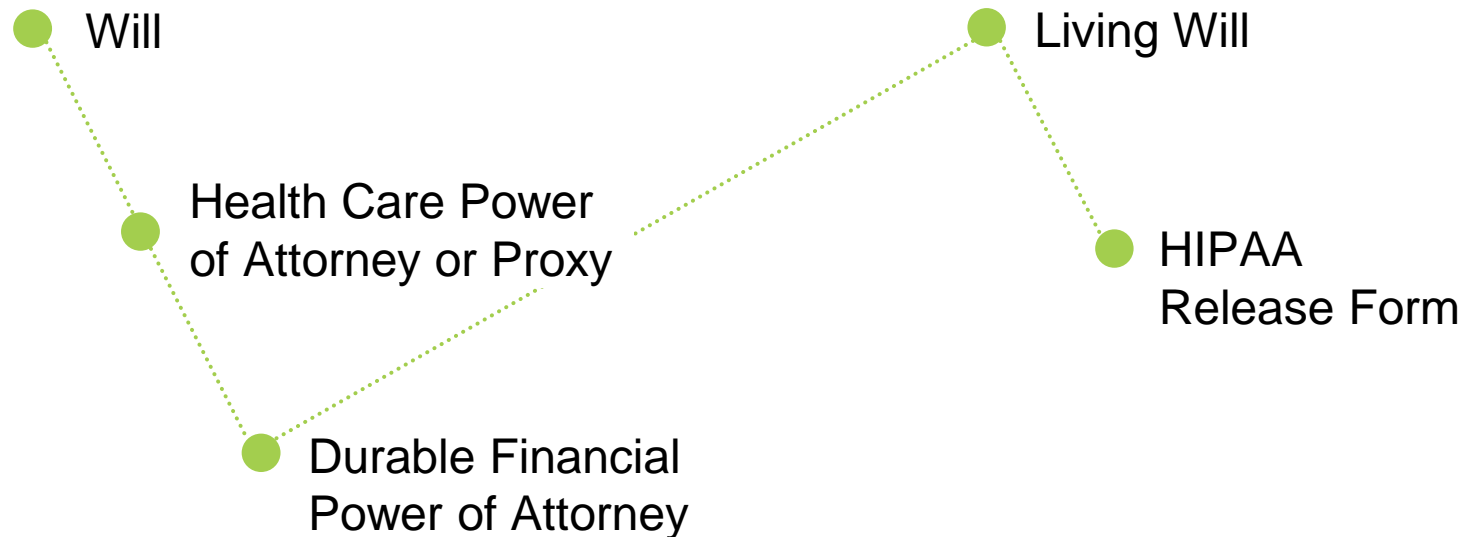 Will
Health Care Power
of Attorney or Proxy
Durable Financial
Power of Attorney
Living Will
HIPAA
Release Form